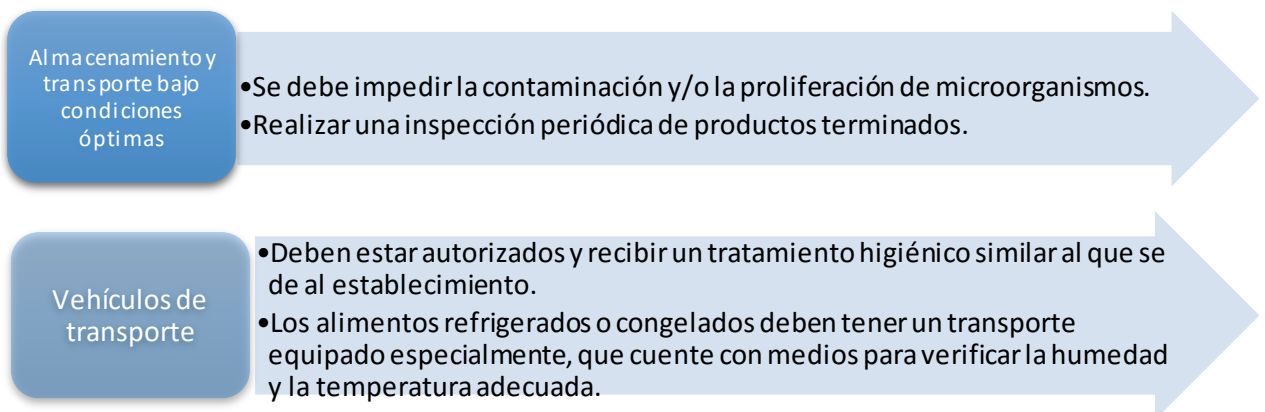 Almacenamiento y
transporte bajo
condiciones
óptimas
•Se debe impedir la contaminación y/o la proliferación de microorganismos.
•Realizar una inspección periódica de productos terminados.
Vehículos de
transporte
•Deben estar autorizados y recibir un tratamiento higiénico similar al que se
de al establecimiento.
•Los alimentos refrigerados o congelados deben tener un transporte
equipado especialmente, que cuente con medios para verificar la humedad
y la temperatura adecuada.